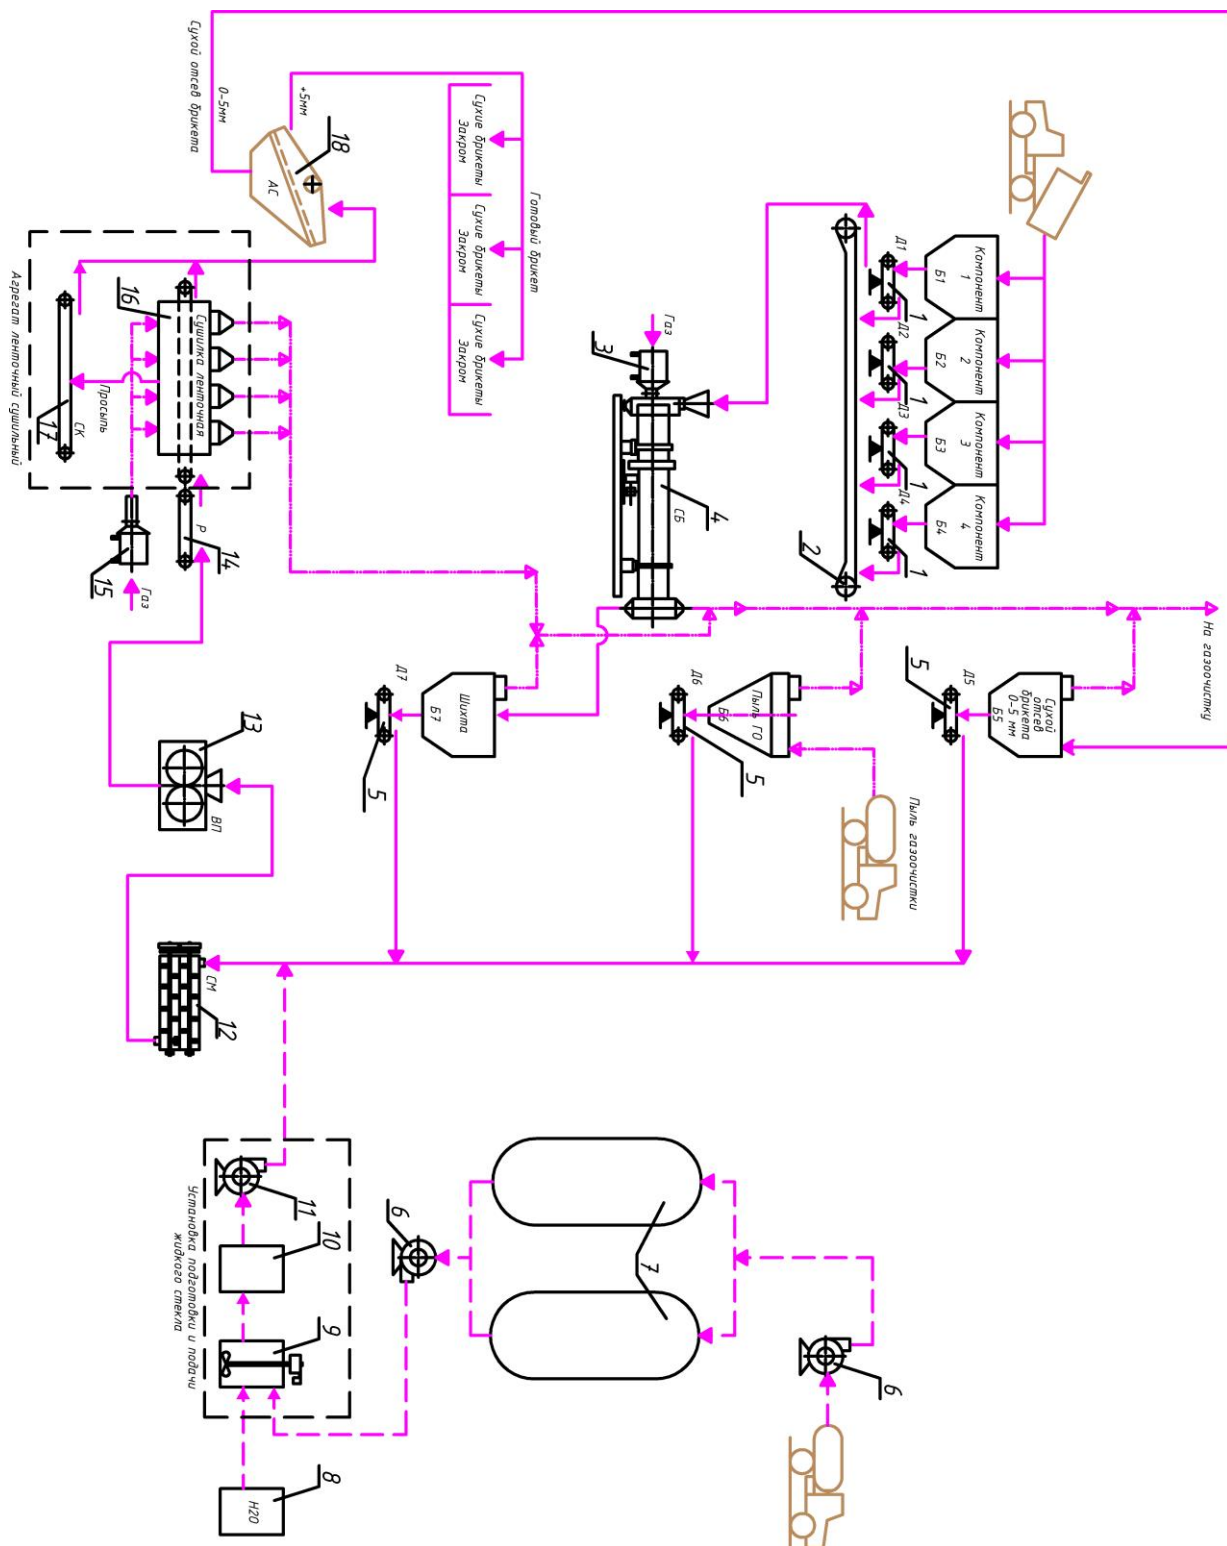 Компонент
1
Б1
Компонент
2
Б2
Компонент
3
Б3
Компонент
4
Б4
Д1
1
Д2
1
Д3
1
Д4
1
2
Газ
3
4
СБ
На газоочистку
Сухой
отсев
брикета
0-5 мм
Б5
Д5
5
Пыль ГО
Б6
Д6
5
Пыль газоочистки
Шихта
Б7
Д7
5
Готовый брикет
Сухие брикеты
Закром
Сухие брикеты
Закром
Сухие брикеты
Закром
Сухой отсев брикета
0-5мм
+5мм
18
АС
16
Сушилка ленточная
Просыпь
17
СК
Агрегат ленточный сушильный
Р
14
15
Газ
13
ВП
СМ
12
11
10
9
Установка подготовки и подачи
жидкого стекла
8
H2O
6
7
6